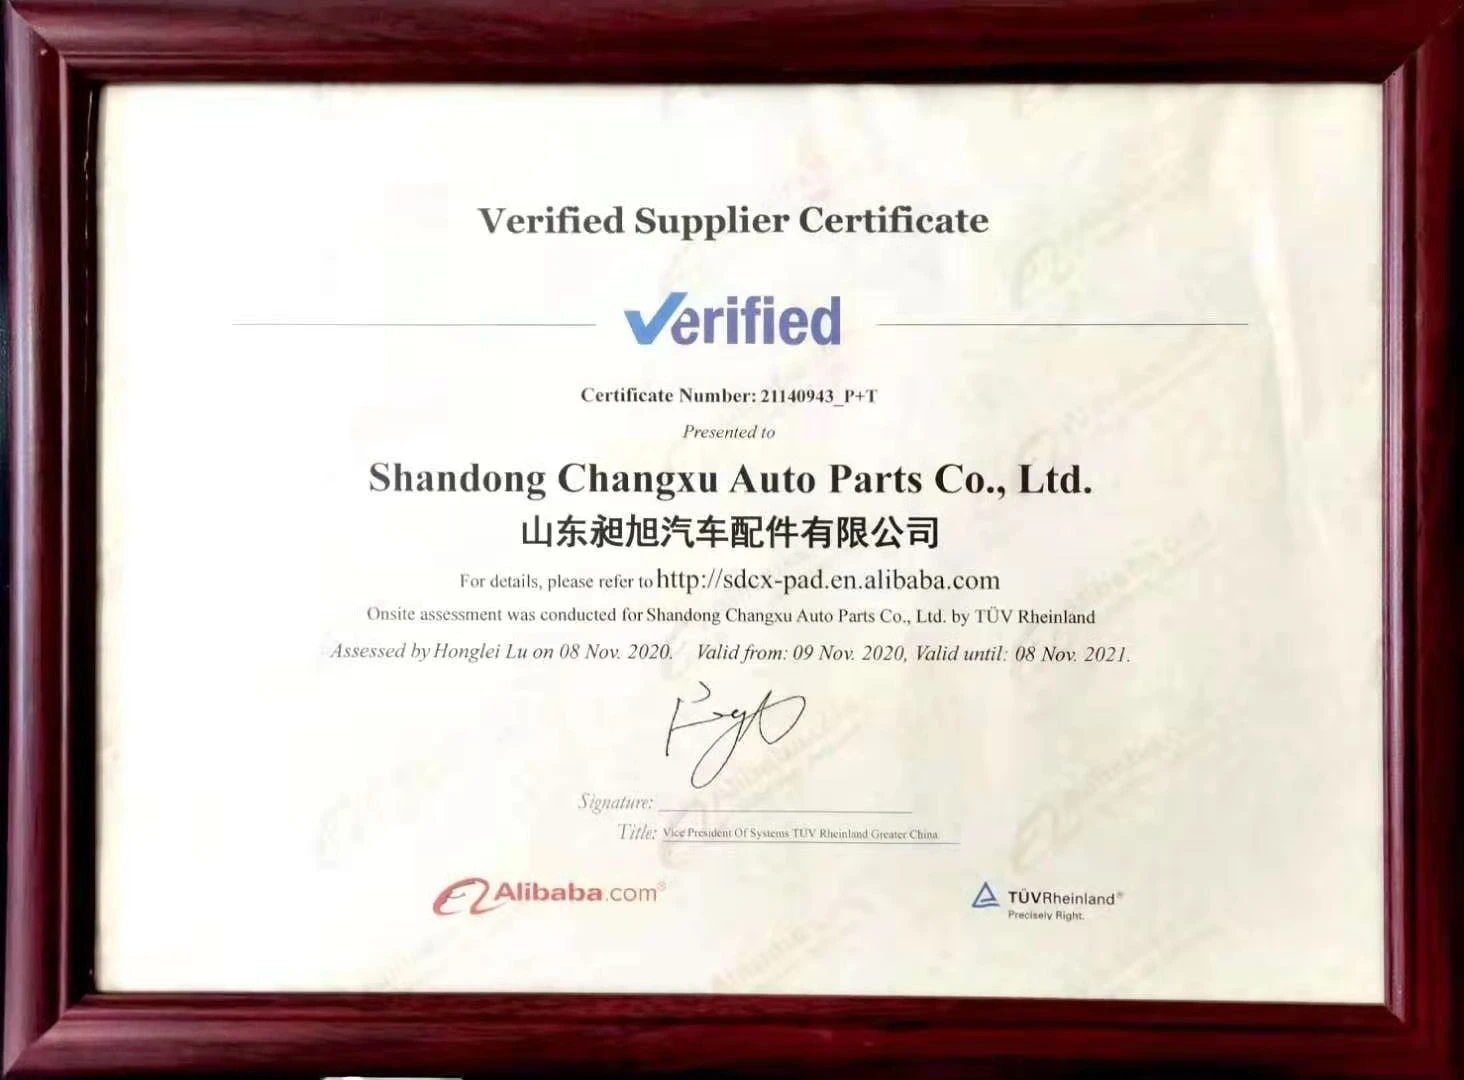 Verified Supplier Certificate
Verified
Certificate Number: 21140943_P+T
Presented to
Shandong Changxu Auto Parts Co., Ltd.
山东昶旭汽车配件有限公司
For details, please refer to http://sdcx-pad.en.alibaba.com
Onsite assessment was conducted for Shandong Changxu Auto Parts Co., Ltd. by TÜV Rheinland
Assessed by Honglei Lu on 08 Nov. 2020. Valid from: 09 Nov. 2020, Valid until: 08 Nov. 2021.
Signature:
Title: Vice President Of Systems TUV Rheinland Greater China
Alibaba.com®
TÜVRheinland®
Precisely Right.